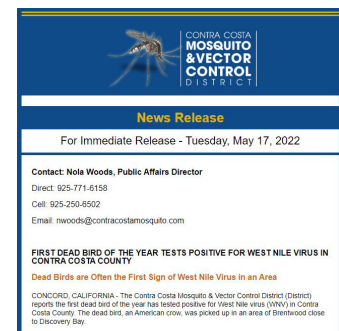 CONTRA COSTA
MOSQUITO
& VECTOR
CONTROL
DISTRICT
News Release
For Immediate Release - Tuesday, May 17, 2022
Contact: Nola Woods, Public Affairs Director
Direct: 925-771-6158
Cell: 925-250-6502
Email: nwoods@contracostamosquito.com
FIRST DEAD BIRD OF THE YEAR TESTS POSITIVE FOR WEST NILE VIRUS IN
CONTRA COSTA COUNTY
Dead Birds are Often the First Sign of West Nile Virus in an Area
CONCORD, CALIFORNIA - The Contra Costa Mosquito & Vector Control District (District)
reports the first dead bird of the year has tested positive for West Nile virus (WNV) in Contra
Costa County. The dead bird, an American crow, was picked up in an area of Brentwood close
to Discovery Bay.